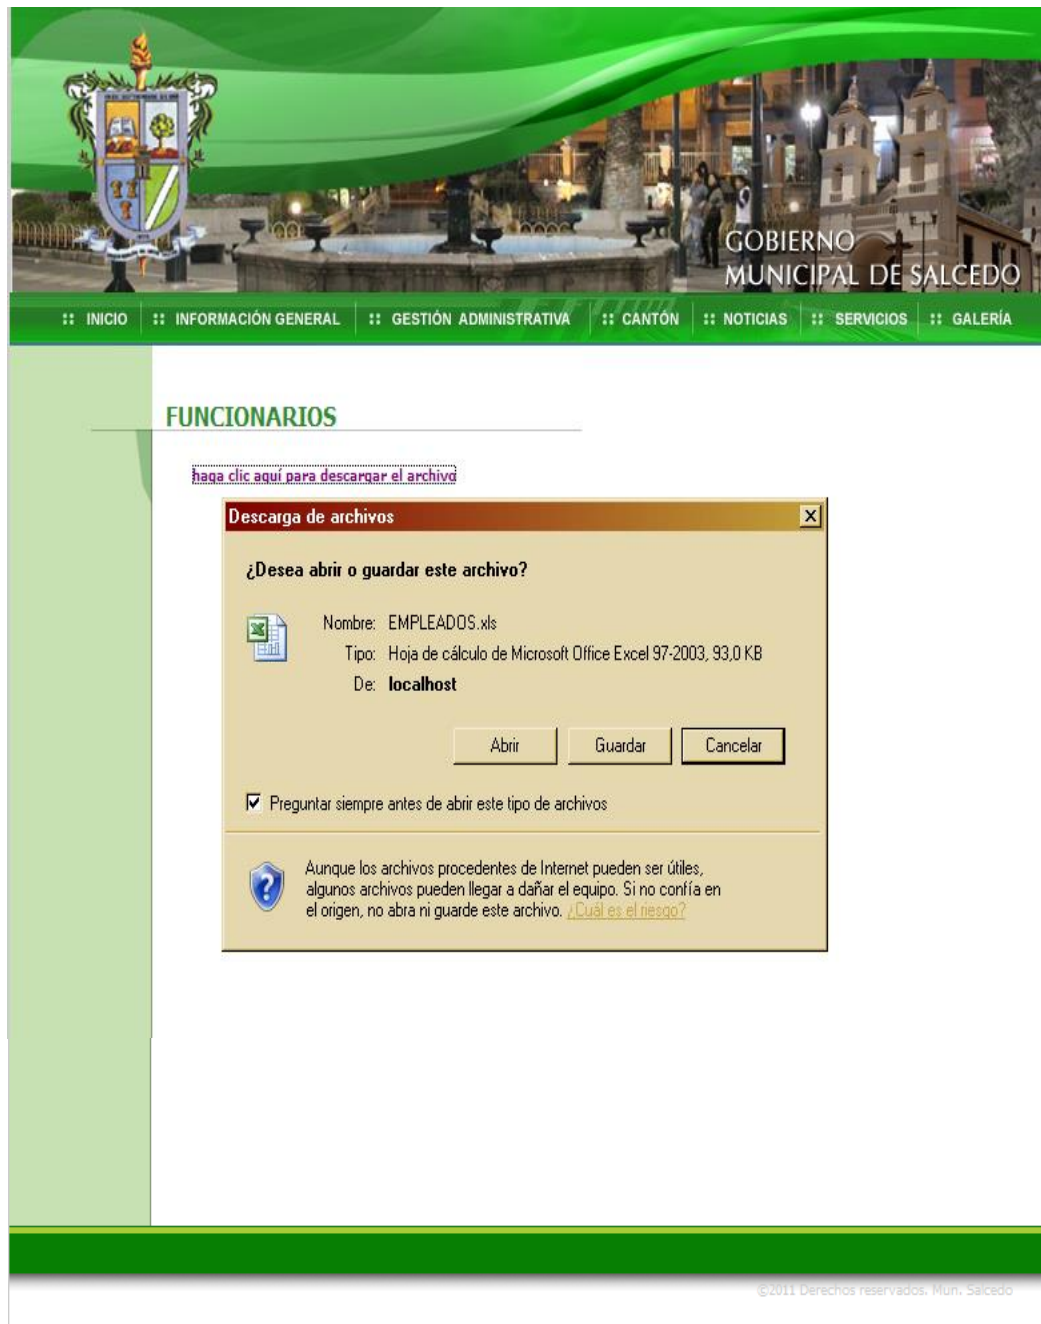 GOBIERNO
MUNICIPAL DE SALCEDO
:: INICIO :: INFORMACIÓN GENERAL :: GESTIÓN ADMINISTRATIVA :: CANTÓN :: NOTICIAS :: SERVICIOS :: GALERÍA
FUNCIONARIOS
haga clic aquí para descargar el archivo
Descarga de archivos
¿Desea abrir o guardar este archivo?
Nombre: EMPLEADOS.xls
Tipo: Hoja de cálculo de Microsoft Office Excel 97-2003, 93,0 KB
De: localhost
Abrir Guardar Cancelar
Preguntar siempre antes de abrir este tipo de archivos
Aunque los archivos procedentes de Internet pueden ser útiles,
algunos archivos pueden llegar a dañar el equipo. Si no confía en
el origen, no abra ni guarde este archivo. ¿Cuál es el riesgo?
©2011 Derechos reservados. Mun. Salcedo